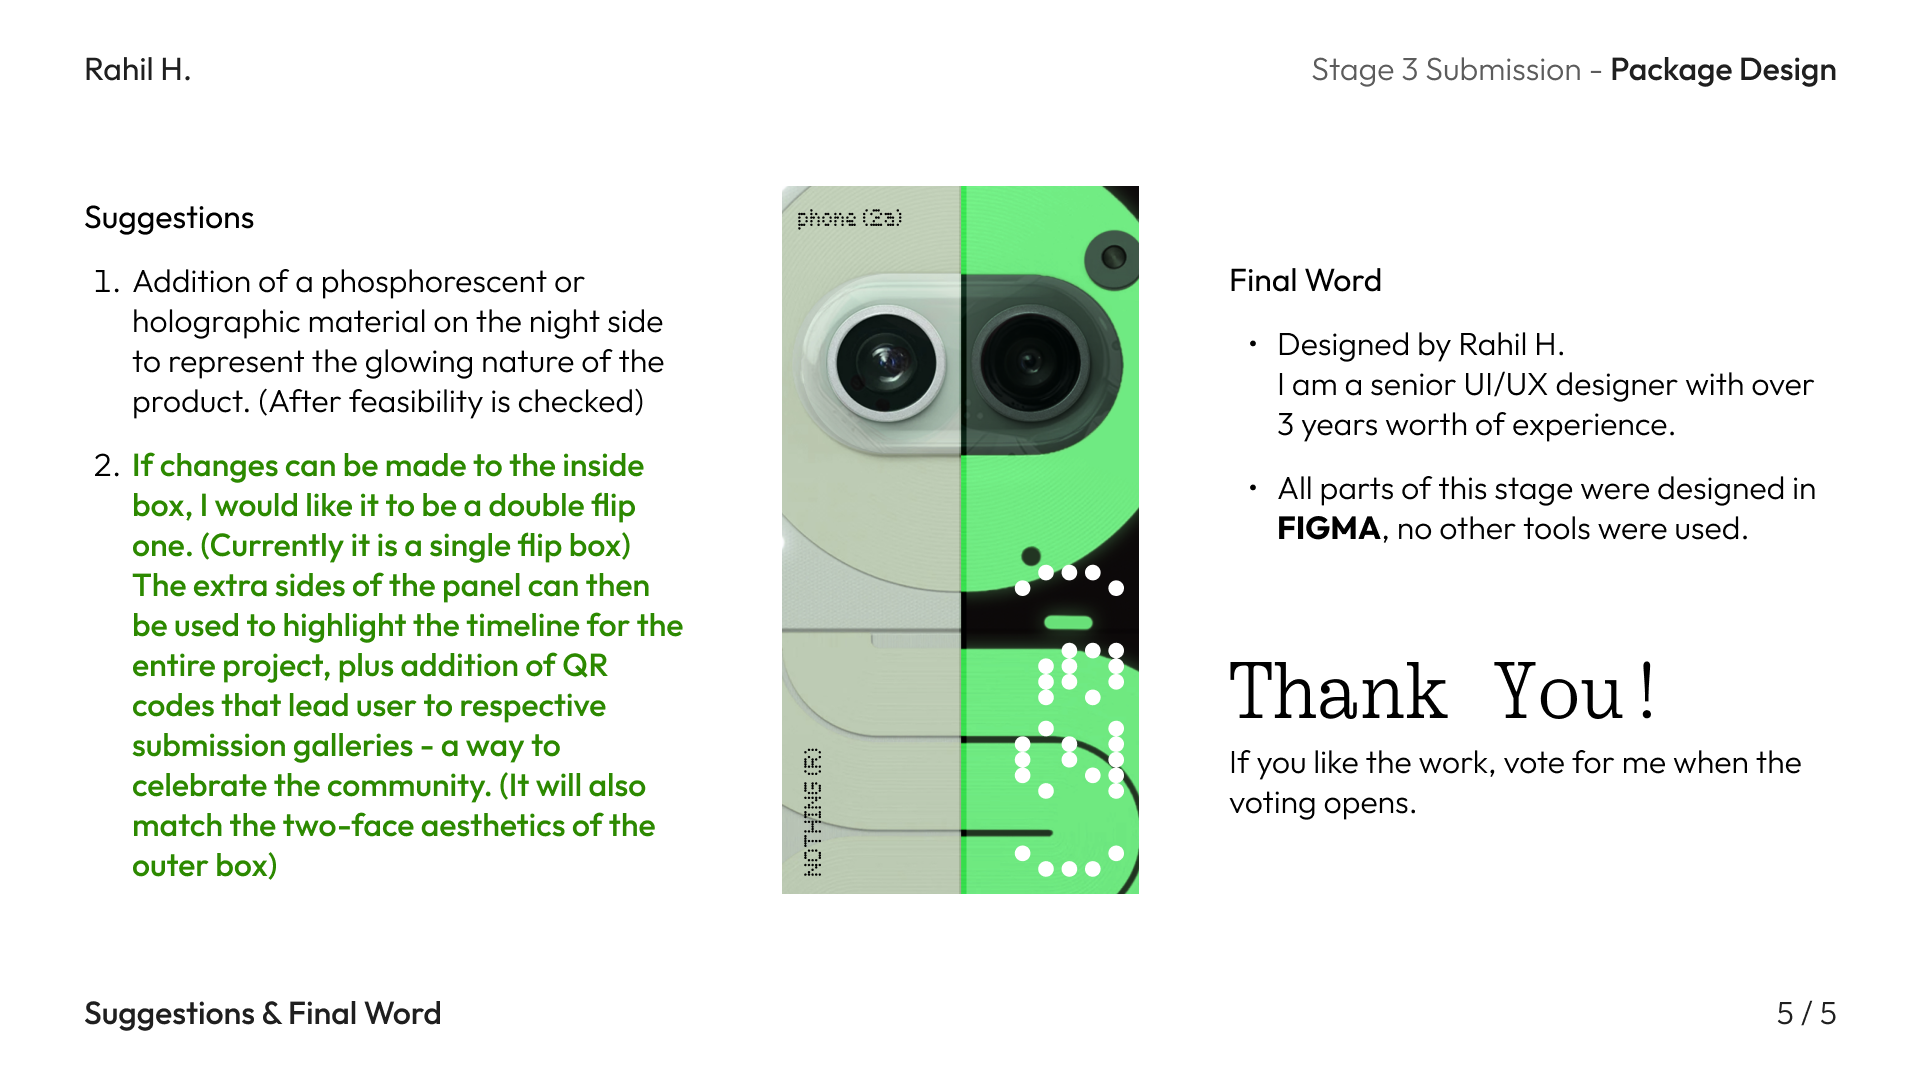 Rahil H.
Stage 3 Submission - Package Design
Suggestions
1. Addition of a phosphorescent or
holographic material on the night side
to represent the glowing nature of the
product. (After feasibility is checked)
2. If changes can be made to the inside
box, I would like it to be a double flip
one. (Currently it is a single flip box)
The extra sides of the panel can then
be used to highlight the timeline for the
entire project, plus addition of QR
codes that lead user to respective
submission galleries - a way to
celebrate the community. (It will also
match the two-face aesthetics of the
outer box)
phone (2a)
NOTHING (R)
(2a)
Final Word
• Designed by Rahil H.
I am a senior UI/UX designer with over
3 years worth of experience.
• All parts of this stage were designed in
FIGMA, no other tools were used.
Thank You!
If you like the work, vote for me when the
voting opens.
Suggestions & Final Word
5 / 5